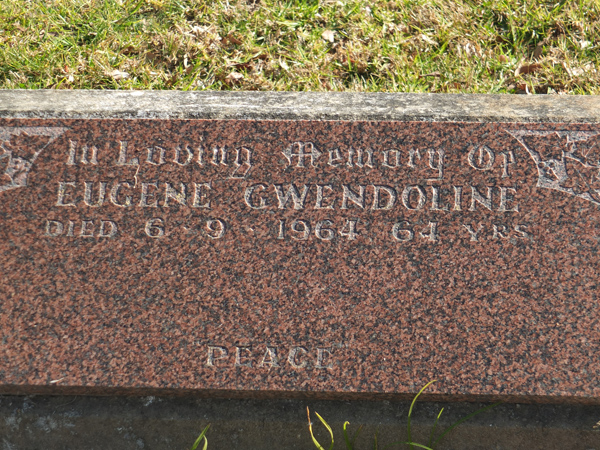 In Loving Memory Of
EUGENE GWENDOLINE
DIED 6·9·1964 64 YRS
"PEACE"